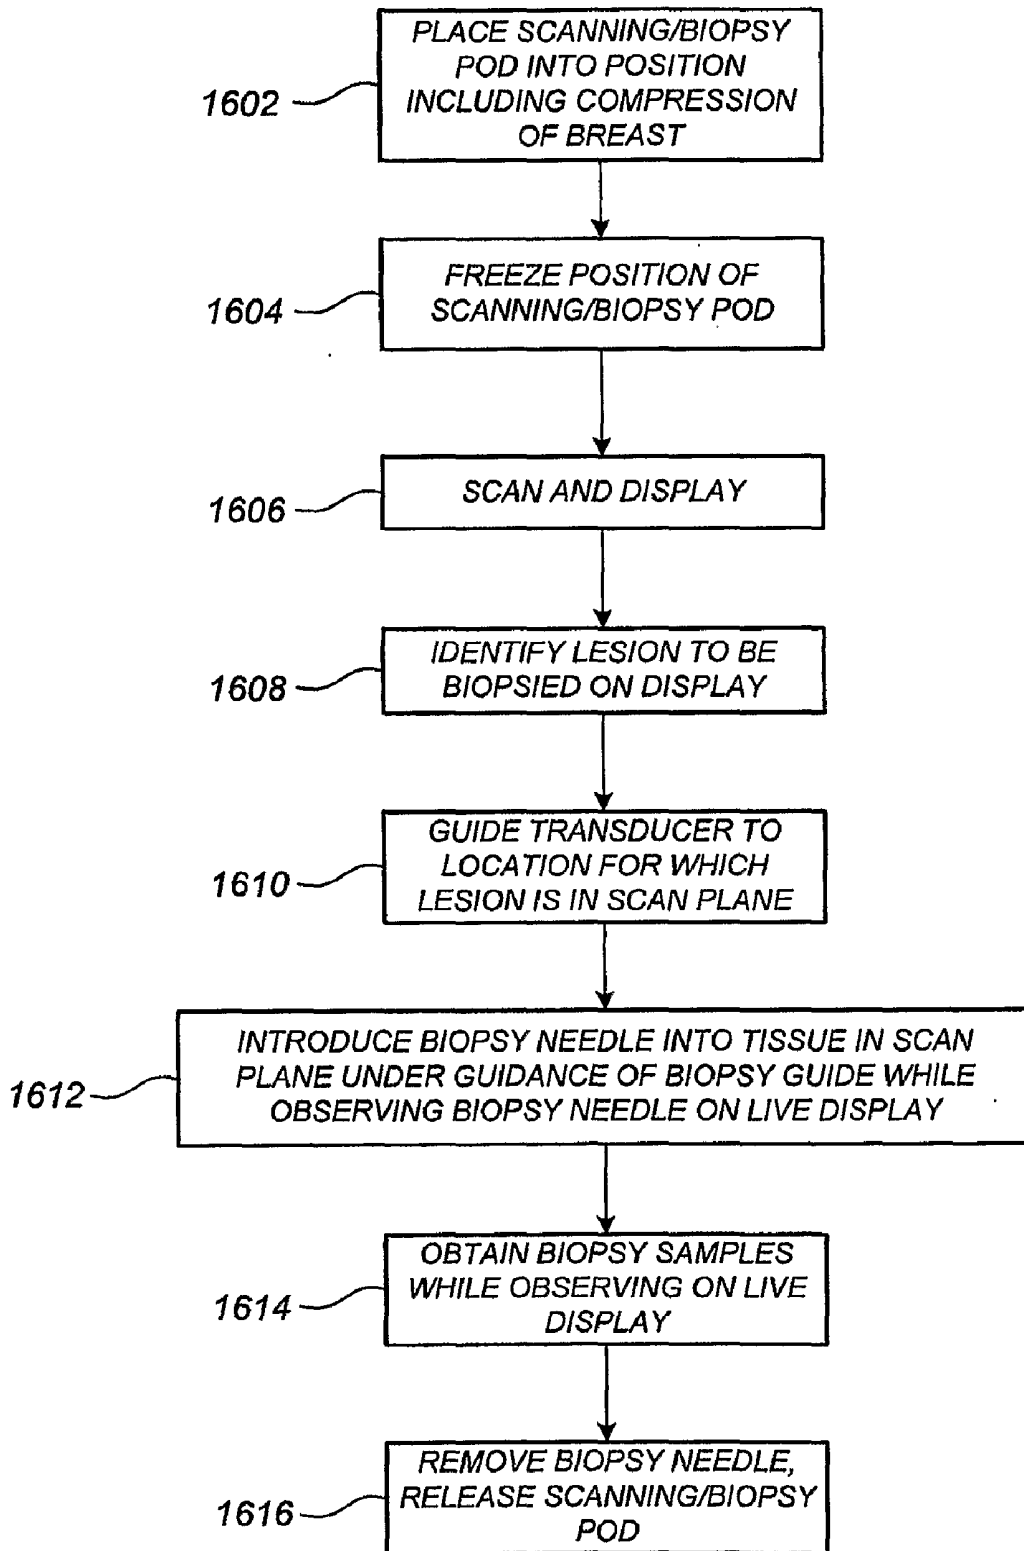 PLACE SCANNING/BIOPSY
POD INTO POSITION
INCLUDING COMPRESSION
OF BREAST
1602
FREEZE POSITION OF
SCANNING/BIOPSY POD
1604
SCAN AND DISPLAY
1606
IDENTIFY LESION TO BE
BIOPSIED ON DISPLAY
1608
GUIDE TRANSDUCER TO
LOCATION FOR WHICH
LESION IS IN SCAN PLANE
1610
INTRODUCE BIOPSY NEEDLE INTO TISSUE IN SCAN
PLANE UNDER GUIDANCE OF BIOPSY GUIDE WHILE
OBSERVING BIOPSY NEEDLE ON LIVE DISPLAY
1612
OBTAIN BIOPSY SAMPLES
WHILE OBSERVING ON LIVE
DISPLAY
1614
REMOVE BIOPSY NEEDLE,
RELEASE SCANNING/BIOPSY
POD
1616